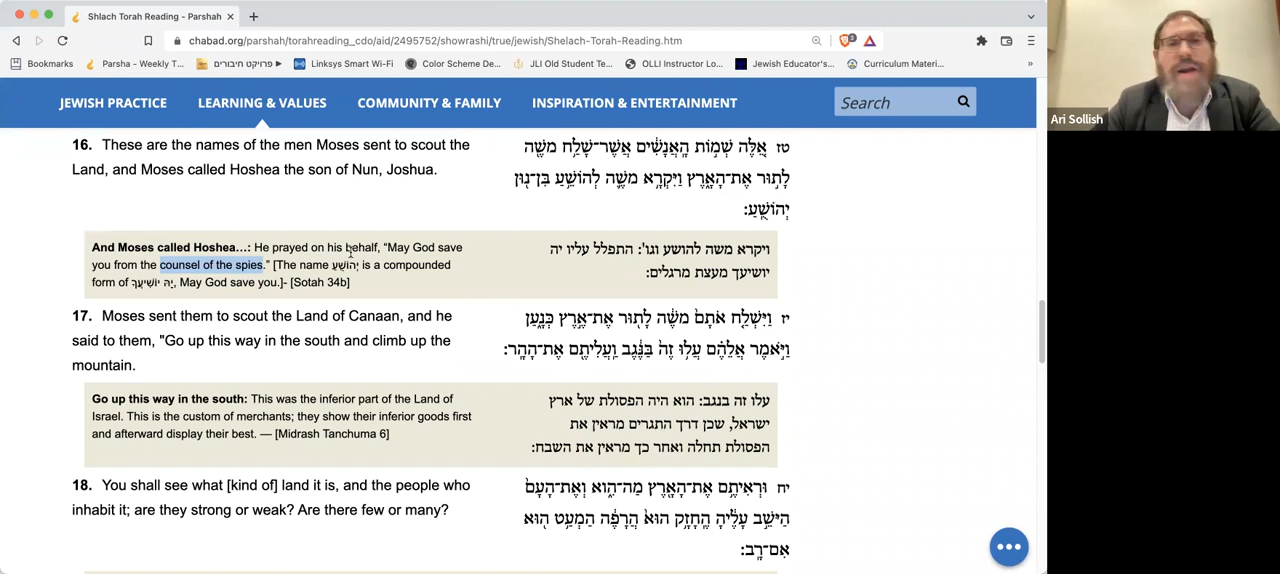 Shlach Torah Reading - Parshah
chabad.org/parshah/torahreading_cdo/aid/2495752/showrashi/true/jewish/Shelach-Torah-Reading.htm
3
Bookmarks Parsha - Weekly T... פרויקט חיבורים Linksys Smart Wi-Fi Color Scheme De... JLI Old Student Te... OLLI Instructor Lo... Jewish Educator's... Curriculum Materi... »
JEWISH PRACTICE LEARNING & VALUES COMMUNITY & FAMILY INSPIRATION & ENTERTAINMENT Search
Ari Sollish
16. These are the names of the men Moses sent to scout the
Land, and Moses called Hoshea the son of Nun, Joshua.
טז אֵ֚לֶּה שְׁמ֣וֹת הָֽאֲנָשִׁ֔ים אֲשֶׁר־שָׁלַ֥ח משֶׁ֖ה
לָת֣וּר אֶת־הָאָ֑רֶץ וַיִּקְרָ֥א משֶׁ֛ה לְהוֹשֵׁ֥עַ בִּן־נ֖וּן
יְהוֹשֻֽׁעַ:
And Moses called Hoshea…: He prayed on his behalf, “May God save
you from the counsel of the spies.” [The name יְהוֹשֻׁעַ is a compounded
form of יָהּ יוֹשִׁיעֲךָ, May God save you.]- [Sotah 34b]
ויקרא משה להושע וגו': התפלל עליו יה
יושיעך מעצת מרגלים:
17. Moses sent them to scout the Land of Canaan, and he
said to them, "Go up this way in the south and climb up the
mountain.
יז וַיִּשְׁלַ֤ח אֹתָם֙ משֶׁ֔ה לָת֖וּר אֶת־אֶ֣רֶץ כְּנָ֑עַן
וַיֹּ֣אמֶר אֲלֵהֶ֗ם עֲל֥וּ זֶה֙ בַּנֶּ֔גֶב וַֽעֲלִיתֶ֖ם אֶת־הָהָֽר:
Go up this way in the south: This was the inferior part of the Land of
Israel. This is the custom of merchants; they show their inferior goods first
and afterward display their best. — [Midrash Tanchuma 6]
עלו זה בנגב: הוא היה הפסולת של ארץ
ישראל, שכן דרך התגרים מראין את
הפסולת תחלה ואחר כך מראין את השבח:
18. You shall see what [kind of] land it is, and the people who
inhabit it; are they strong or weak? Are there few or many?
יח וּרְאִיתֶ֥ם אֶת־הָאָ֖רֶץ מַה־הִ֑וא וְאֶת־הָעָם֙
הַיּשֵׁ֣ב עָלֶ֔יהָ הֶֽחָזָ֥ק הוּא֙ הֲרָפֶ֔ה הַמְעַ֥ט ה֖וּא
אִם־רָֽב: